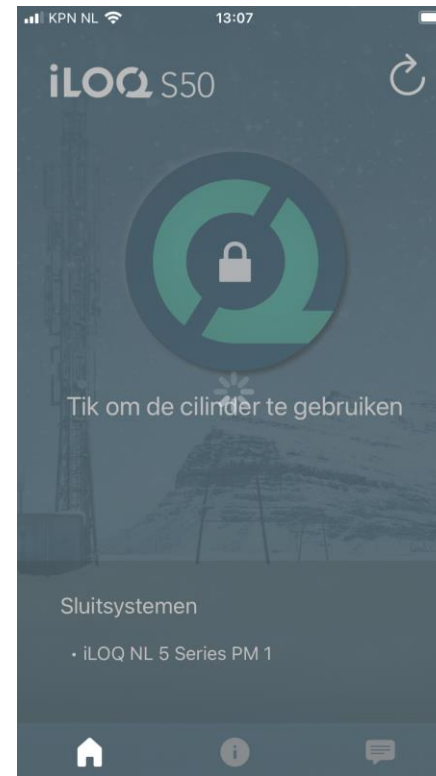 KPN NL 13:07
iLOQ S50
Tik om de cilinder te gebruiken
Sluitsystemen
• iLOQ NL 5 Series PM 1